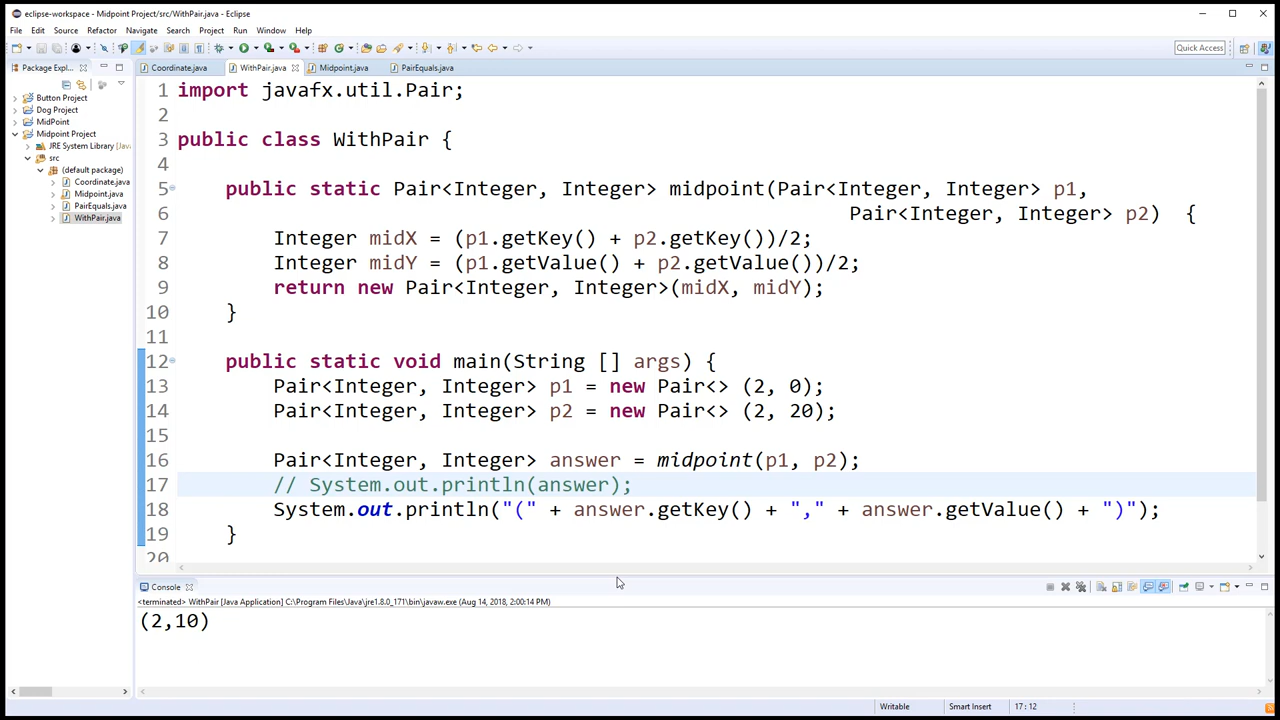 eclipse-workspace - Midpoint Project/src/WithPair.java - Eclipse
File Edit Source Refactor Navigate Search Project Run Window Help
Quick Access
Package Expl...
Coordinate.java WithPair.java Midpoint.java PairEquals.java
Button Project
Dog Project
MidPoint
Midpoint Project
JRE System Library [Jav
src
(default package)
Coordinate.java
Midpoint.java
PairEquals.java
WithPair.java
1 import javafx.util.Pair;
2
3 public class WithPair {
4
5 public static Pair<Integer, Integer> midpoint(Pair<Integer, Integer> p1,
6 Pair<Integer, Integer> p2) {
7 Integer midX = (p1.getKey() + p2.getKey())/2;
8 Integer midY = (p1.getValue() + p2.getValue())/2;
9 return new Pair<Integer, Integer>(midX, midY);
10 }
11
12 public static void main(String [] args) {
13 Pair<Integer, Integer> p1 = new Pair<> (2, 0);
14 Pair<Integer, Integer> p2 = new Pair<> (2, 20);
15
16 Pair<Integer, Integer> answer = midpoint(p1, p2);
17 // System.out.println(answer);
18 System.out.println("(" + answer.getKey() + "," + answer.getValue() + ")");
19 }
20
Console
<terminated> WithPair [Java Application] C:\Program Files\Java\jre1.8.0_171\bin\javaw.exe (Aug 14, 2018, 2:00:14 PM)
(2,10)
Writable Smart Insert 17 : 12